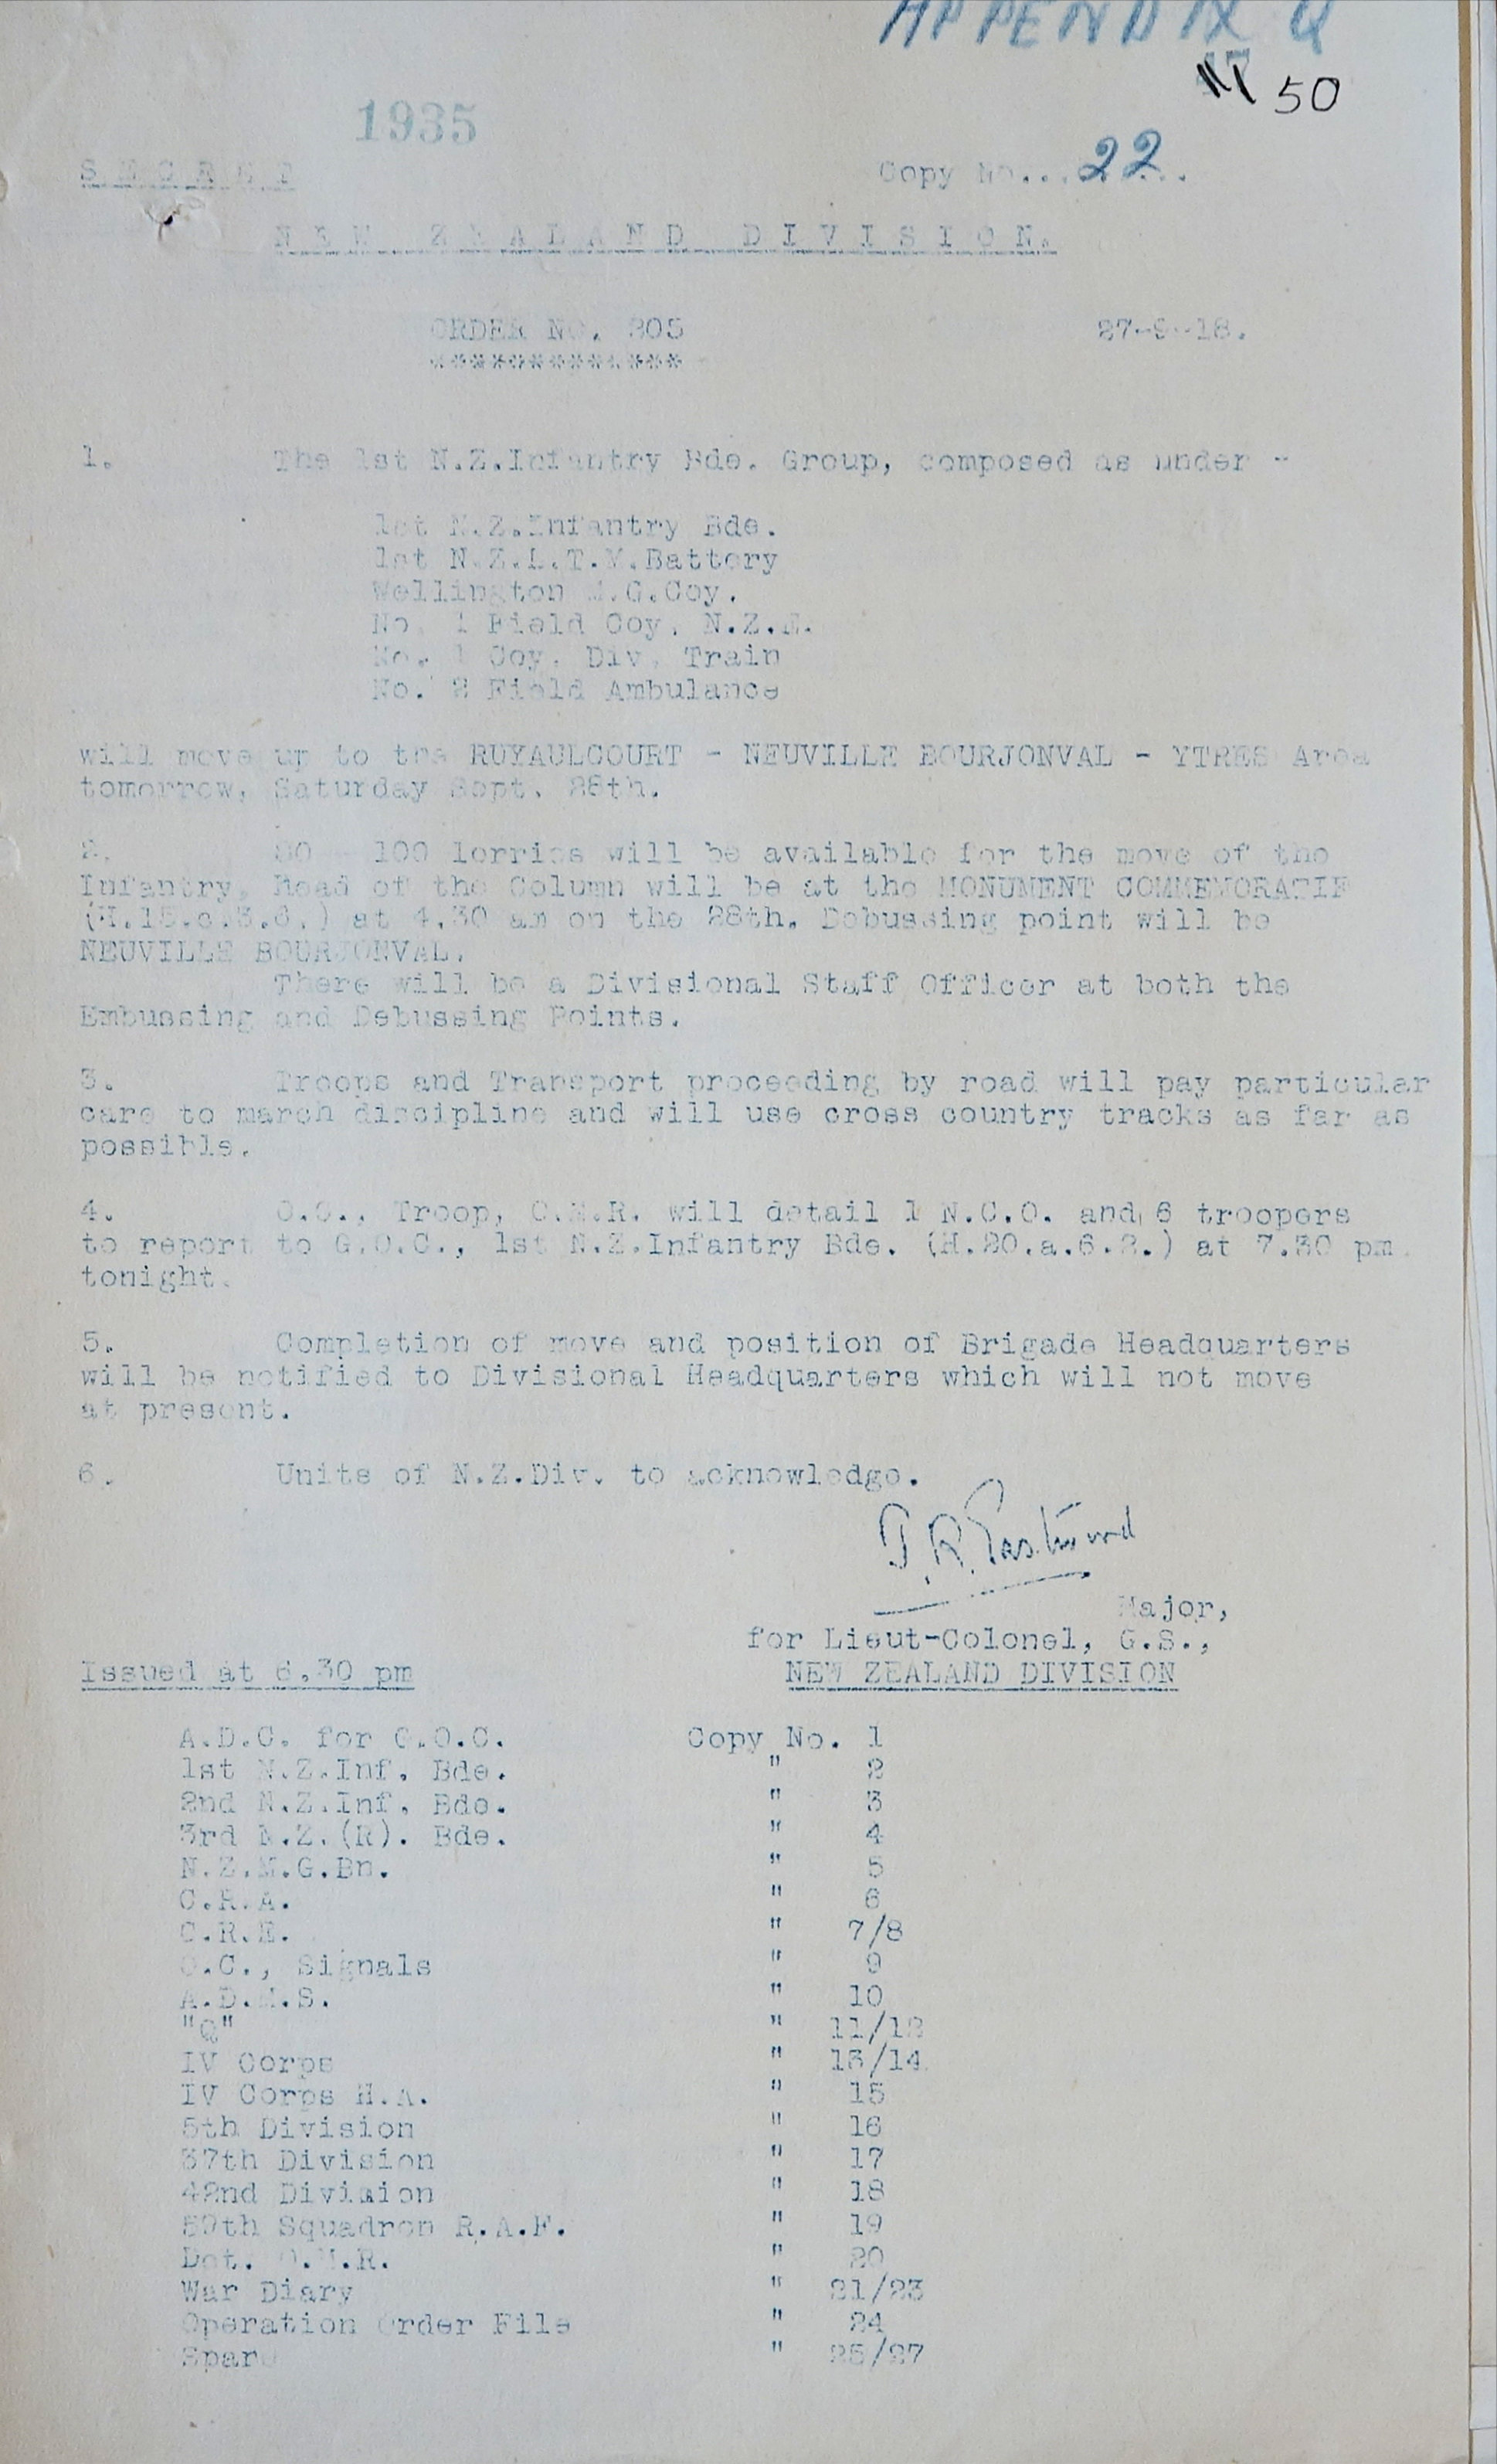 APPENDIX Q
50
1935
SECRET
Copy No...22...
NEW ZEALAND DIVISION.
ORDER NO. 205
27-9-18.
*************
1. The 1st N.Z.Infantry Bde. Group, composed as under -
1st N.Z.Infantry Bde.
1st N.Z.L.T.M.Battery
Wellington M.G.Coy.
No. 1 Field Coy. N.Z.E.
No. 1 Coy. Div. Train
No. 2 Field Ambulance
will move up to the RUYAULCOURT - NEUVILLE BOURJONVAL - YTRES Area
tomorrow, Saturday Sept. 28th.
2. 80 - 100 lorries will be available for the move of the
Infantry. Head of the Column will be at the MONUMENT COMMEMORATIF
at 4.30 am on the 28th. Debussing point will be
NEUVILLE BOURJONVAL.
There will be a Divisional Staff Officer at both the
Embussing and Debussing Points.
3. Troops and Transport proceeding by road will pay particular
care to march discipline and will use cross country tracks as far as
possible.
4. O.C., Troop, O.M.R. will detail 1 N.C.O. and 6 troopers
to report to G.O.C., 1st N.Z.Infantry Bde. (H.20.a.6.2.) at 7.30 pm
tonight.
5. Completion of move and position of Brigade Headquarters
will be notified to Divisional Headquarters which will not move
at present.
6. Units of N.Z.Div. to acknowledge.
Major,
for Lieut-Colonel, G.S.,
Issued at 6.30 pm
NEW ZEALAND DIVISION
A.D.C. for G.O.C. Copy No. 1
1st N.Z.Inf. Bde. " 2
2nd N.Z.Inf. Bde. " 3
3rd N.Z.(R). Bde. " 4
N.Z.M.G.Bn. " 5
C.R.A. " 6
C.R.E. " 7/8
O.C., Signals " 9
A.D.M.S. " 10
"Q" " 11/12
IV Corps " 13/14
IV Corps H.A. " 15
5th Division " 16
37th Division " 17
42nd Division " 18
59th Squadron R.A.F. " 19
Det. O.M.R. " 20
War Diary " 21/23
Operation Order File " 24
Spare " 25/27